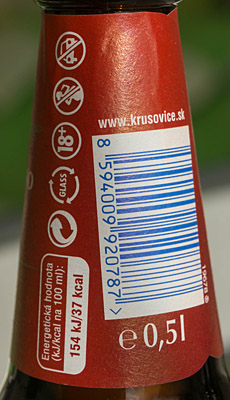 www.krusovice.sk
18+
GLASS
8 594009 920787 >
Energetická hodnota
(kJ/kcal na 100 ml):
154 kJ/37 kcal
e 0,5l